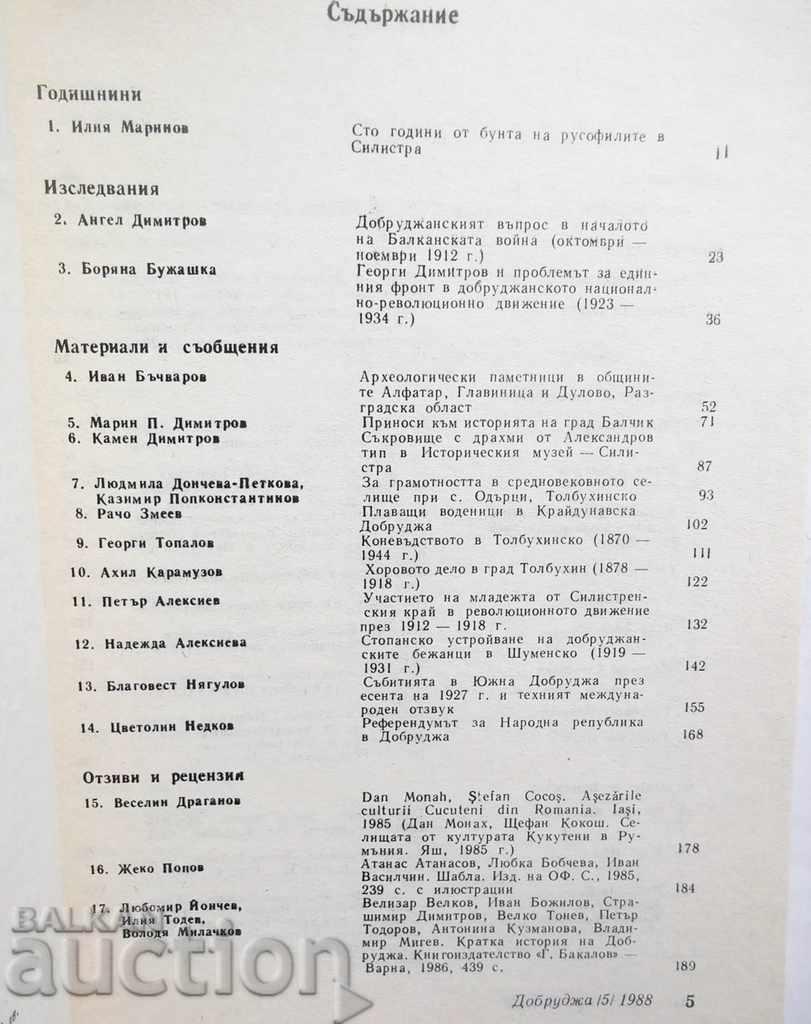 Съдържание
Годишнини
1. Илия Маринов Сто години от бунта на русофилите в
Силистра 11
Изследвания
2. Ангел Димитров Добруджанският въпрос в началото
на Балканската война (октомври —
ноември 1912 г.) 23
3. Боряна Бужашка Георги Димитров и проблемът за един-
ния фронт в добруджанското национал-
но-революционно движение (1923 —
1934 г.) 36
Материали и съобщения
4. Иван Бъчваров Археологически паметници в общини-
те Алфатар, Главиница и Дулово, Раз-
градска област 52
5. Марин П. Димитров Приноси към историята на град Балчик 71
6. Камен Димитров Съкровище с драхми от Александров
тип в Историческия музей — Сили-
стра 87
7. Людмила Дончева-Петкова, За грамотността в средновековното се-
Казимир Попконстантинов лище при с. Одърци, Толбухинско 93
8. Рачо Змеев Плаващи воденици в Крайдунавска
Добруджа 102
9. Георги Топалов Коневъдството в Толбухинско (1870 —
1944 г.) 111
10. Ахил Карамузов Хоровото дело в град Толбухин (1878 —
1918 г.) 122
11. Петър Алексиев Участието на младежта от Силистрен-
ския край в революционното движение
през 1912 — 1918 г. 132
12. Надежда Алексиева Стопанско устройване на добруджан-
ските бежанци в Шуменско (1919 —
1931 г.) 142
13. Благовест Нягулов Събитията в Южна Добруджа през
есента на 1927 г. и техният междуна-
роден отзвук 155
14. Цветолин Недков Референдумът за Народна република
в Добруджа 168
Отзиви и рецензия
15. Веселин Драганов Dan Monah, Ştefan Cocoş. Aşezările
culturii Cucuteni din Romania. Iaşi,
1985 (Дан Монах, Щефан Кокош. Се-
лищата от културата Кукутени в Ру-
мъния. Яш, 1985 г.) 178
16. Жеко Попов Атанас Атанасов, Любка Бобчева, Иван
Василчин. Шабла. Изд. на ОФ. С., 1985,
239 с. с илюстрации 184
17. Любомир Йончев, Велизар Велков, Иван Божилов, Стра-
Илия Тодев, шимир Димитров, Велко Тонев, Петър
Володя Милачков Тодоров, Антонина Кузманова, Влади-
мир Мигев. Кратка история на Доб-
руджа. Книгоиздателство «Г. Бакалов» —
Варна, 1986, 439 с. 189
Добруджа /5/ 1988 5
BALKAN
auction